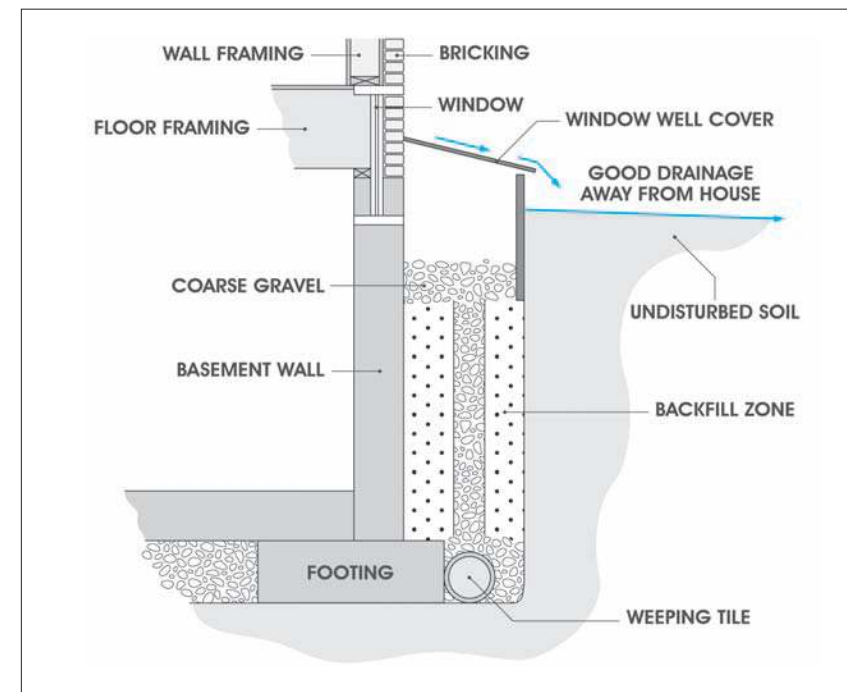 WALL FRAMING
BRICKING
WINDOW
FLOOR FRAMING
WINDOW WELL COVER
GOOD DRAINAGE
AWAY FROM HOUSE
COARSE GRAVEL
UNDISTURBED SOIL
BASEMENT WALL
BACKFILL ZONE
FOOTING
WEEPING TILE